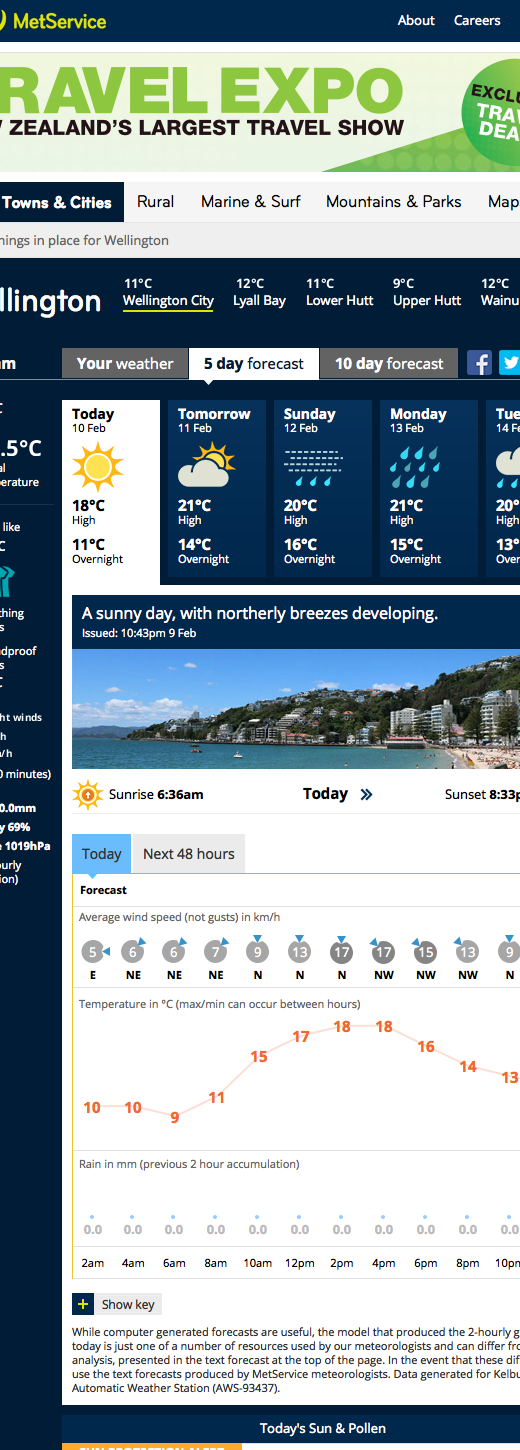 MetService
About Careers
RAVEL EXPO
ZEALAND'S LARGEST TRAVEL SHOW
EXCLU
TRA
DEA
Towns & Cities Rural Marine & Surf Mountains & Parks Map
nings in place for Wellington
llington
11°C 12°C 11°C 9°C 12°C
Wellington City Lyall Bay Lower Hutt Upper Hutt Wainu
am
Your weather 5 day forecast 10 day forecast
.5°C
al
perature
like
°C
thing
s
dproof
s
ht winds
h
n/h
0 minutes)
0.0mm
y 69%
e 1019hPa
ourly
ion)
Today Tomorrow Sunday Monday Tue
10 Feb 11 Feb 12 Feb 13 Feb 14 Fe
18°C 21°C 20°C 21°C 20°
High High High High High
11°C 14°C 16°C 15°C 13°
Overnight Overnight Overnight Overnight Overn
A sunny day, with northerly breezes developing.
Issued: 10:43pm 9 Feb
Sunrise 6:36am Today Sunset 8:33p
Today Next 48 hours
Forecast
Average wind speed (not gusts) in km/h
5 6 6 7 9 13 17 17 15 13 9
E NE NE NE N N N NW NW NW N
Temperature in °C (max/min can occur between hours)
10 10 9 11 15 17 18 18 16 14 13
Rain in mm (previous 2 hour accumulation)
0.0 0.0 0.0 0.0 0.0 0.0 0.0 0.0 0.0 0.0 0.0
2am 4am 6am 8am 10am 12pm 2pm 4pm 6pm 8pm 10pm
+ Show key
While computer generated forecasts are useful, the model that produced the 2-hourly g
today is just one of a number of resources used by our meteorologists and can differ fro
analysis, presented in the text forecast at the top of the page. In the event that these dif
use the text forecasts produced by MetService meteorologists. Data generated for Kelbu
Automatic Weather Station (AWS-93437).
Today's Sun & Pollen